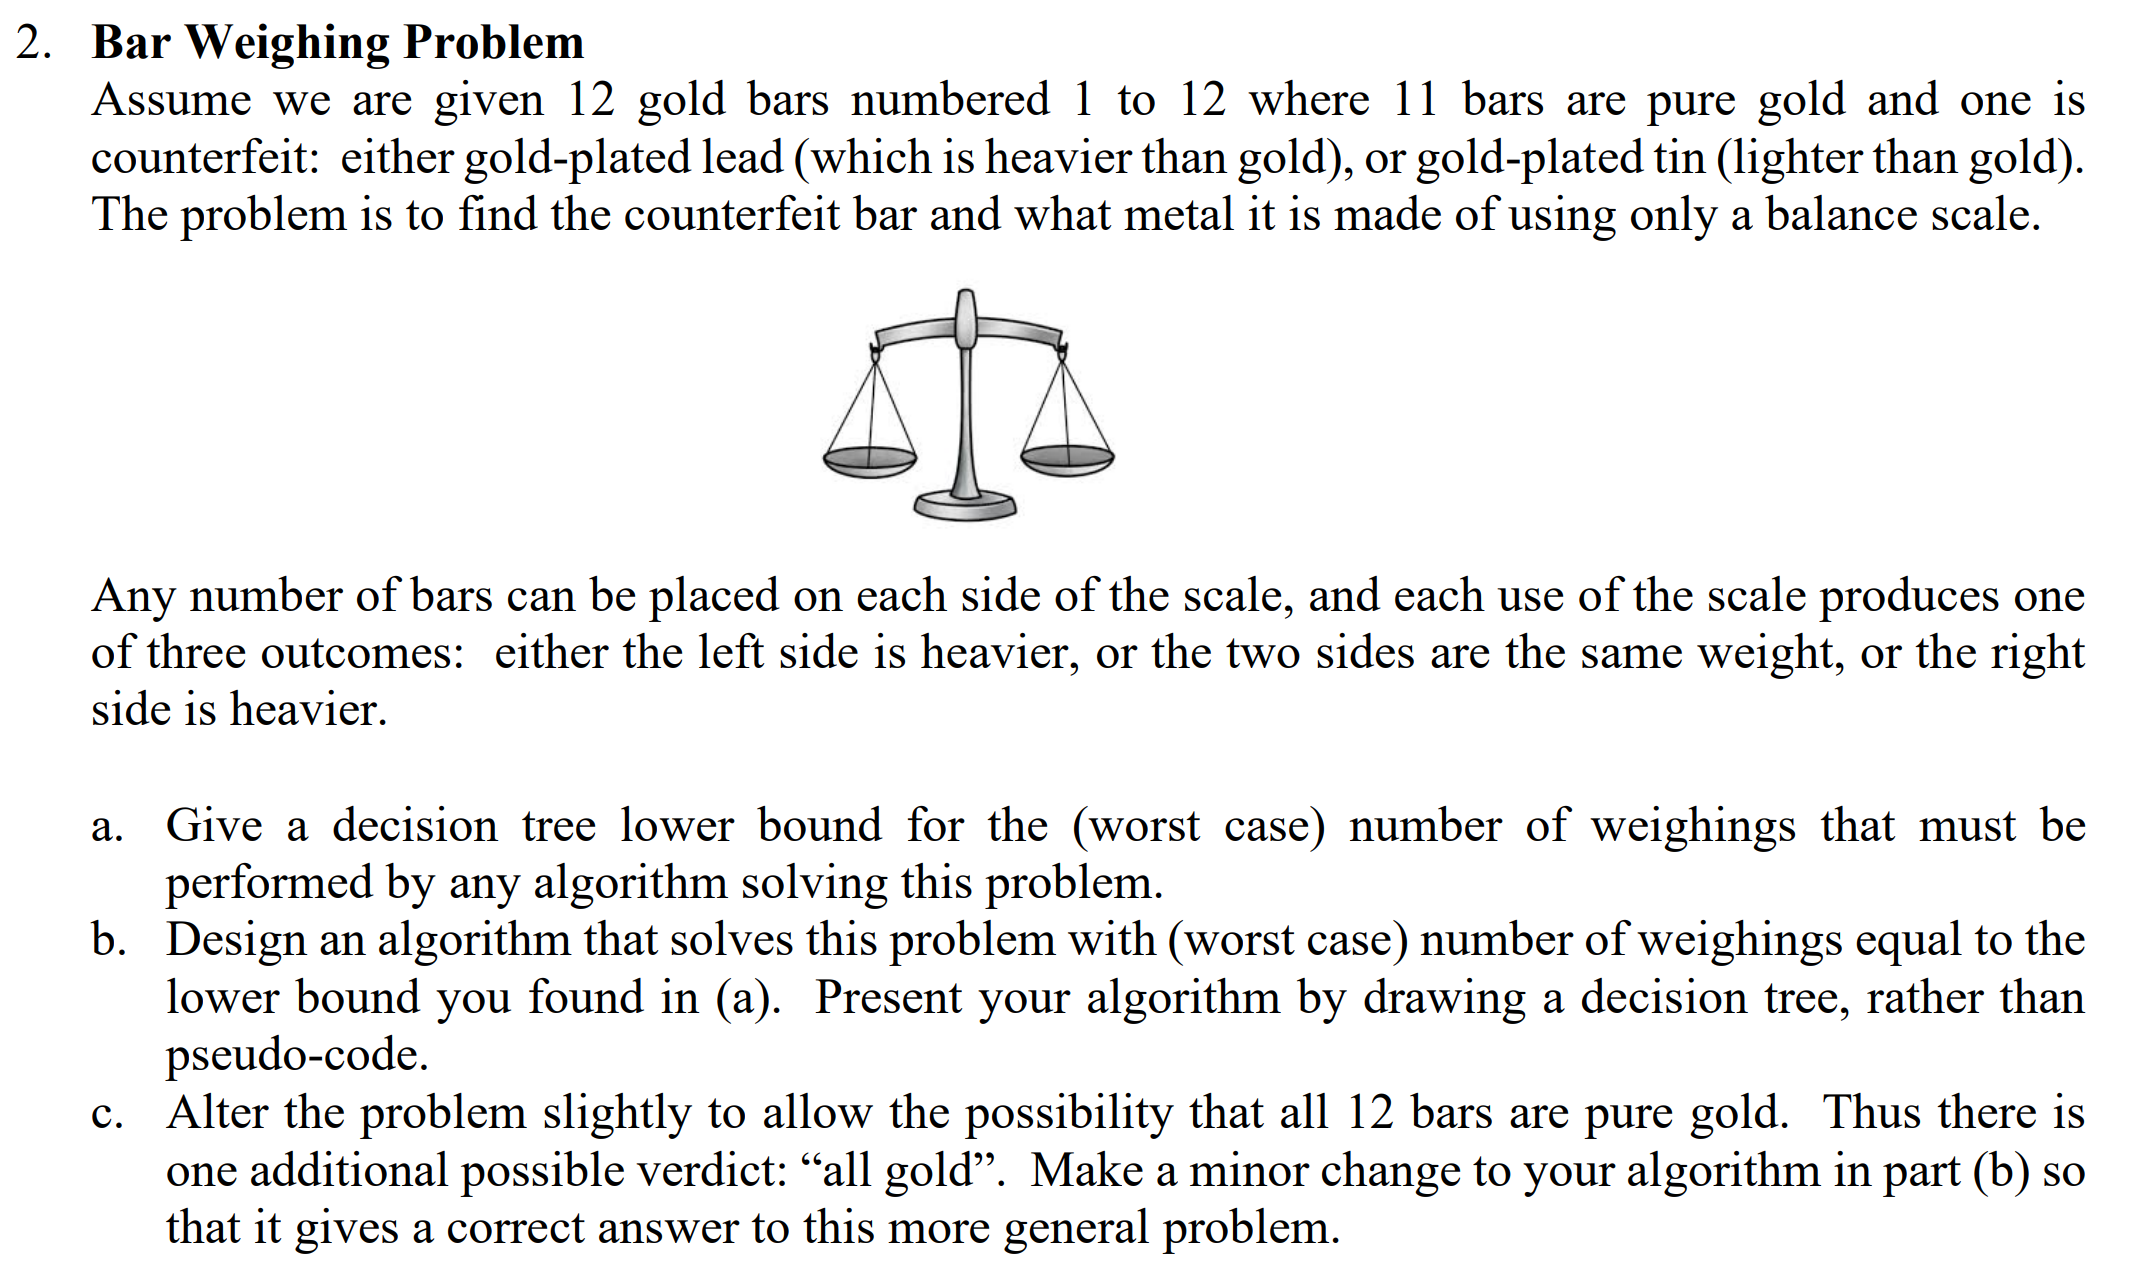 2. Bar Weighing Problem
Assume we are given 12 gold bars numbered 1 to 12 where 11 bars are pure gold and one is
counterfeit: either gold-plated lead (which is heavier than gold), or gold-plated tin (lighter than gold).
The problem is to find the counterfeit bar and what metal it is made of using only a balance scale.
Any number of bars can be placed on each side of the scale, and each use of the scale produces one
of three outcomes: either the left side is heavier, or the two sides are the same weight, or the right
side is heavier.
a. Give a decision tree lower bound for the (worst case) number of weighings that must be
performed by any algorithm solving this problem.
b. Design an algorithm that solves this problem with (worst case) number of weighings equal to the
lower bound you found in (a). Present your algorithm by drawing a decision tree, rather than
pseudo-code.
c. Alter the problem slightly to allow the possibility that all 12 bars are pure gold. Thus there is
one additional possible verdict: “all gold”. Make a minor change to your algorithm in part (b) so
that it gives a correct answer to this more general problem.